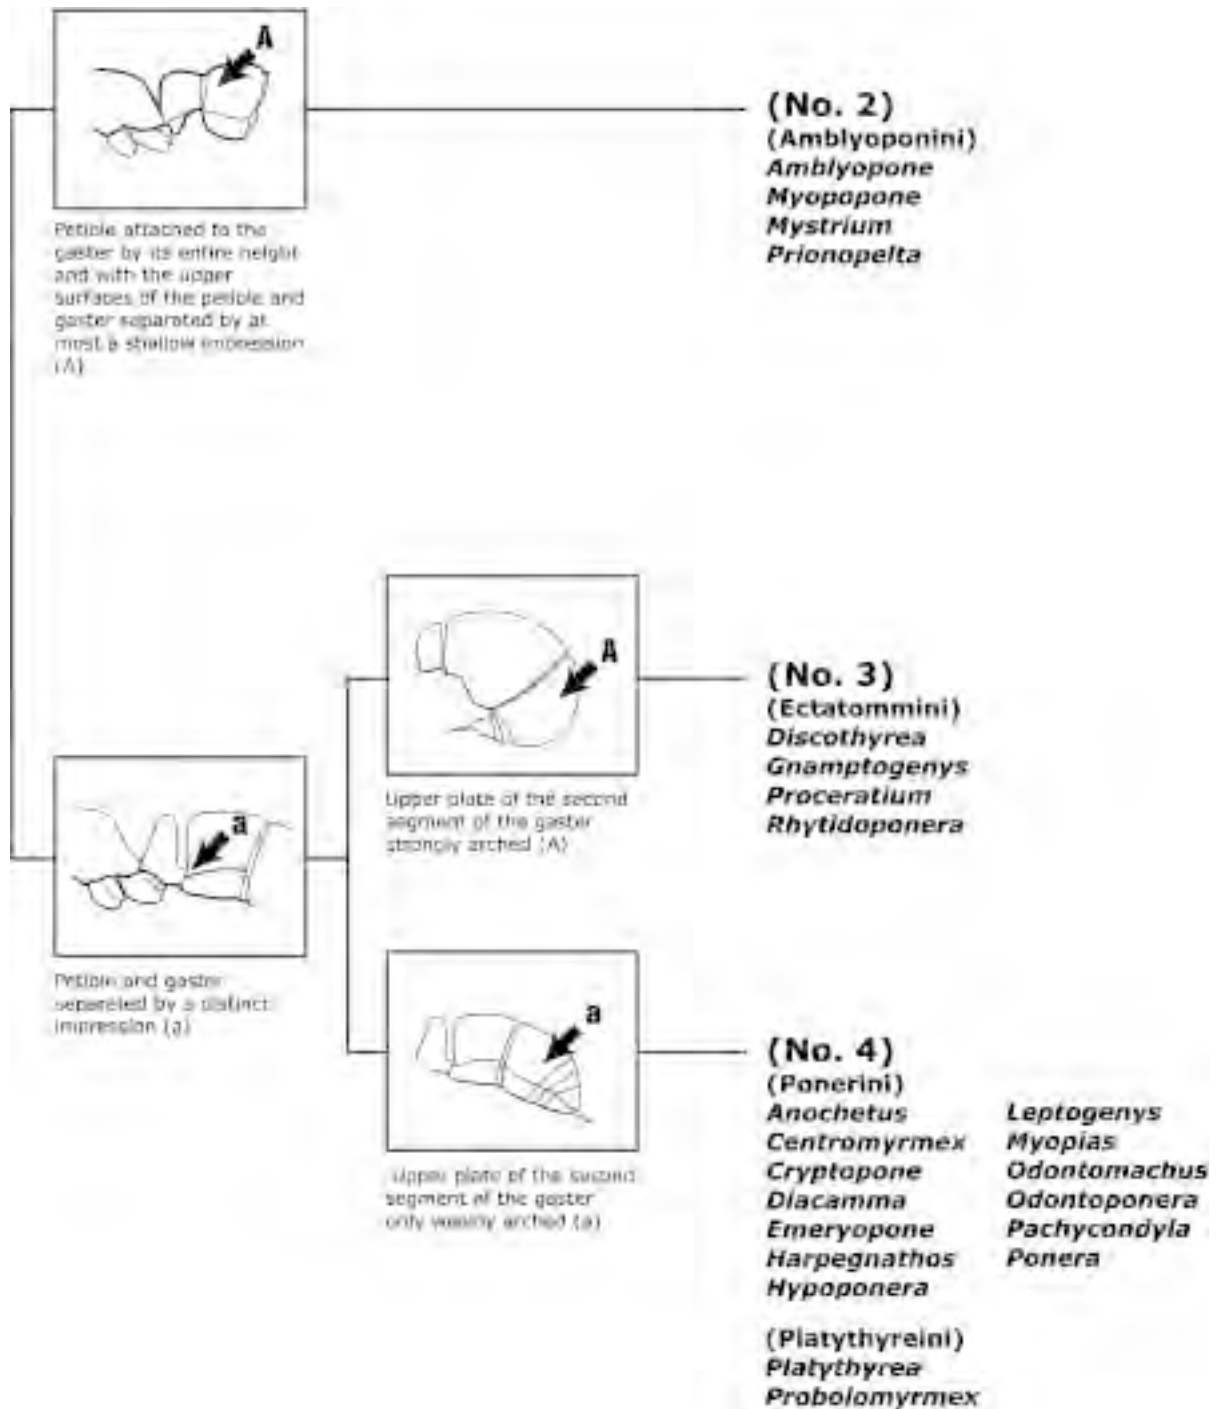 A
(No. 2)
(Amblyoponini)
Amblyopone
Myopopone
Mystrium
Prionopelta
Petiole attached to the
gaster by its entire height
and with the upper
surfaces of the petiole and
gaster separated by at
most a shallow impression
(A)
A
(No. 3)
(Ectatommini)
Discothyrea
Gnamptogenys
Proceratium
Rhytidoponera
Upper plate of the second
segment of the gaster
strongly arched (A)
a
Petiole and gaster
separated by a distinct
impression (a)
a
Upper plate of the second
segment of the gaster
only weakly arched (a)
(No. 4)
(Ponerini)
Anochetus
Centromyrmex
Cryptopone
Diacamma
Emeryopone
Harpegnathos
Hypoponera
Leptogenys
Myopias
Odontomachus
Odontoponera
Pachycondyla
Ponera
(Platythyreini)
Platythyrea
Probolomyrmex